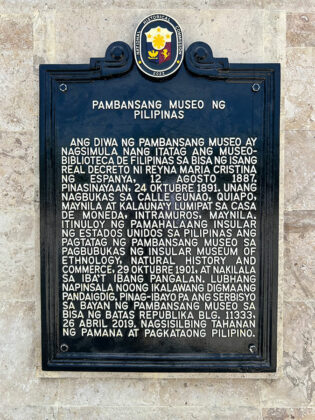 NATIONAL HISTORICAL COMMISSION
2022
PAMBANSANG MUSEO NG
PILIPINAS
ANG DIWA NG PAMBANSANG MUSEO AY
NAGSIMULA NANG ITATAG ANG MUSEO-
BIBLIOTECA DE FILIPINAS SA BISA NG ISANG
REAL DECRETO NI REYNA MARIA CRISTINA
NG ESPANYA, 12 AGOSTO 1887.
PINASINAYAAN, 24 OKTUBRE 1891. UNANG
NAGBUKAS SA CALLE GUNAO, QUIAPO,
MAYNILA AT KALAUNA'Y LUMIPAT SA CASA
DE MONEDA, INTRAMUROS, MAYNILA.
TINULOY NG PAMAHALAANG INSULAR
NG ESTADOS UNIDOS SA PILIPINAS ANG
PAGTATAG NG PAMBANSANG MUSEO SA
PAGBUBUKAS NG INSULAR MUSEUM OF
ETHNOLOGY, NATURAL HISTORY AND
COMMERCE, 29 OKTUBRE 1901, AT NAKILALA
SA IBA'T IBANG PANGALAN. LUBHANG
NAPINSALA NOONG IKALAWANG DIGMAANG
PANDAIGDIG. PINAG-IBAYO PA ANG SERBISYO
SA BAYAN NG PAMBANSANG MUSEO SA
BISA NG BATAS REPUBLIKA BLG. 11333,
26 ABRIL 2019. NAGSISILBING TAHANAN
NG PAMANA AT PAGKATAONG PILIPINO.